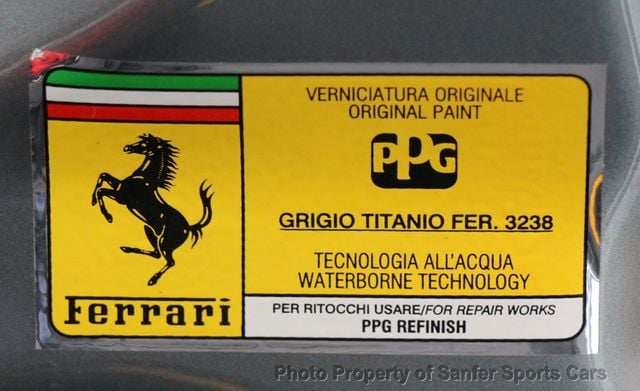 VERNICIATURA ORIGINALE
ORIGINAL PAINT
PPG
GRIGIO TITANIO FER. 3238
TECNOLOGIA ALL'ACQUA
WATERBORNE TECHNOLOGY
Ferrari
PER RITOCCHI USARE/FOR REPAIR WORKS
PPG REFINISH
Photo Property of Sanfer Sports Cars